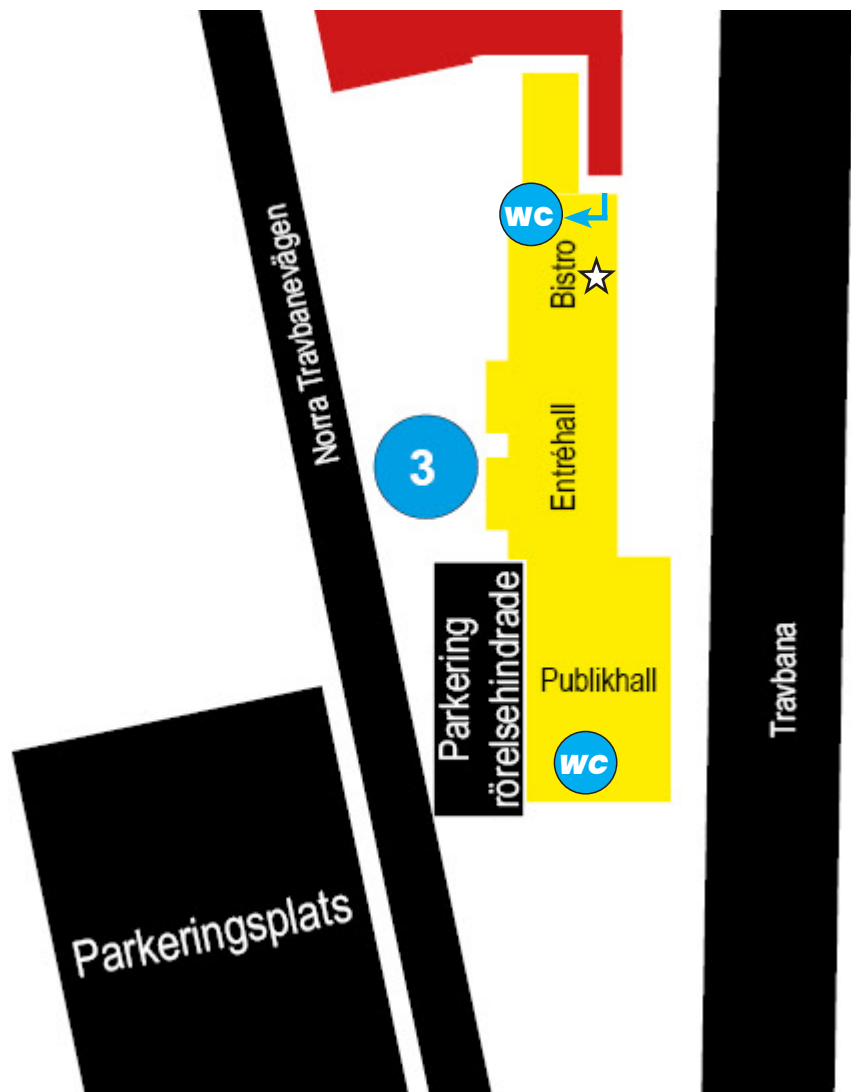 wc
Bistro
Norra Travbanevägen
Entréhall
3
Parkering
rörelsehindrade
Publikhall
Travbana
wc
Parkeringsplats